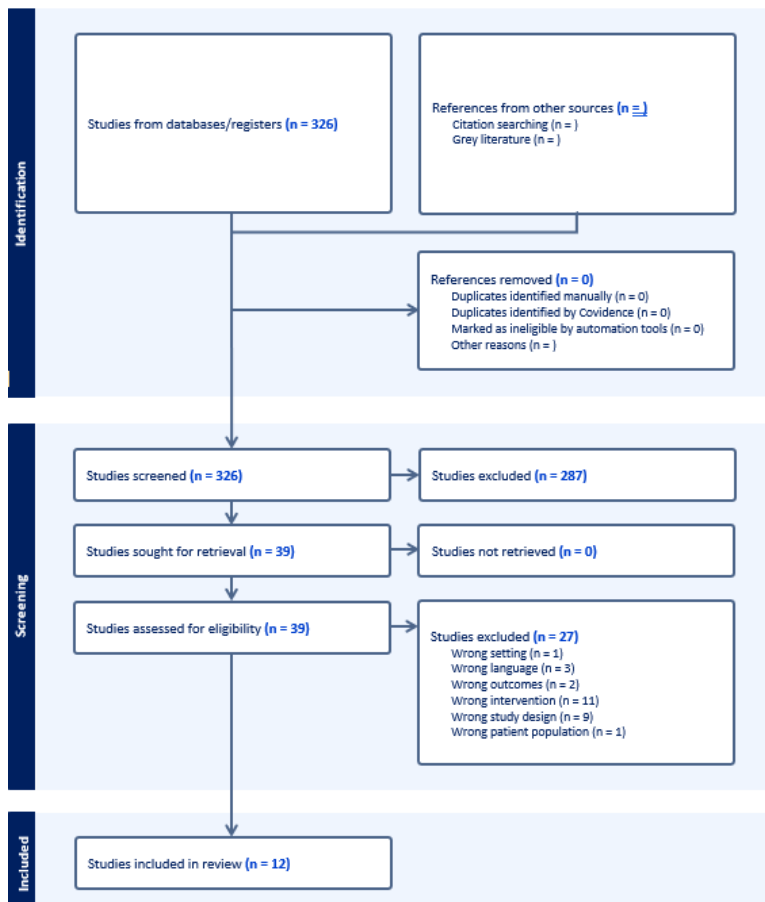 Identification
Studies from databases/registers (n = 326)
References from other sources (n = )
Citation searching (n = )
Grey literature (n = )
References removed (n = 0)
Duplicates identified manually (n = 0)
Duplicates identified by Covidence (n = 0)
Marked as ineligible by automation tools (n = 0)
Other reasons (n = )
Screening
Studies screened (n = 326)
Studies excluded (n = 287)
Studies sought for retrieval (n = 39)
Studies not retrieved (n = 0)
Studies assessed for eligibility (n = 39)
Studies excluded (n = 27)
Wrong setting (n = 1)
Wrong language (n = 3)
Wrong outcomes (n = 2)
Wrong intervention (n = 11)
Wrong study design (n = 9)
Wrong patient population (n = 1)
Included
Studies included in review (n = 12)